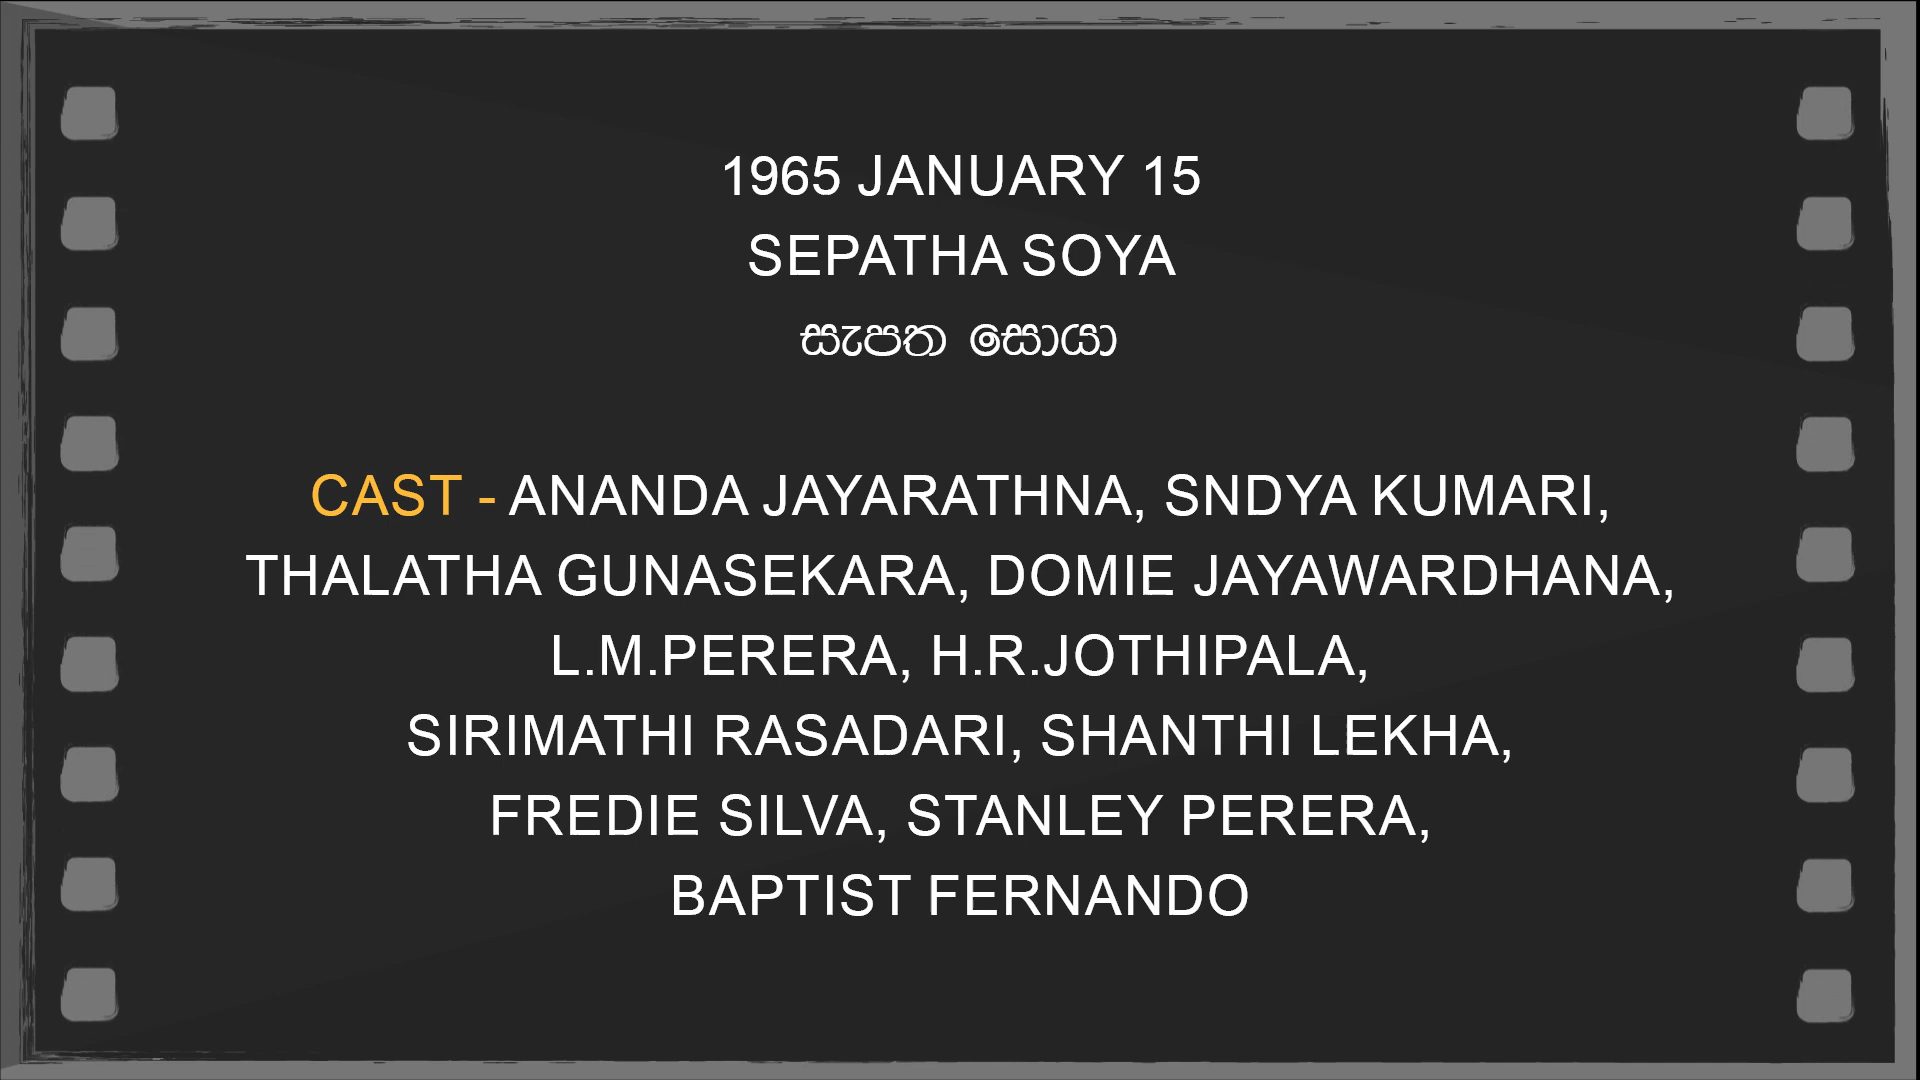 1965 JANUARY 15
SEPATHA SOYA
සැපත සොයා
CAST - ANANDA JAYARATHNA, SNDYA KUMARI,
THALATHA GUNASEKARA, DOMIE JAYAWARDHANA,
L.M.PERERA, H.R.JOTHIPALA,
SIRIMATHI RASADARI, SHANTHI LEKHA,
FREDIE SILVA, STANLEY PERERA,
BAPTIST FERNANDO